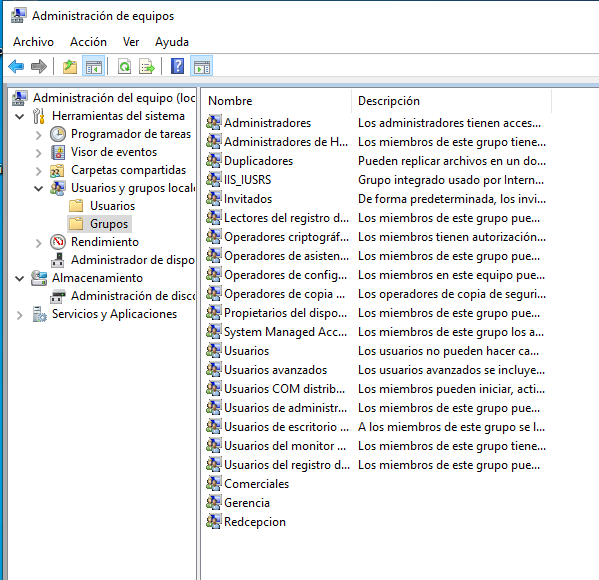 Administración de equipos
Archivo Acción Ver Ayuda
Administración del equipo (loc
Herramientas del sistema
Programador de tareas
Visor de eventos
Carpetas compartidas
Usuarios y grupos locale
Usuarios
Grupos
Rendimiento
Administrador de dispo
Almacenamiento
Administración de disco
Servicios y Aplicaciones
Nombre Descripción
Administradores Los administradores tienen acces...
Administradores de H... Los miembros de este grupo tiene...
Duplicadores Pueden replicar archivos en un do...
IIS_IUSRS Grupo integrado usado por Intern...
Invitados De forma predeterminada, los invi...
Lectores del registro d... Los miembros de este grupo pue...
Operadores criptográf... Los miembros tienen autorización...
Operadores de asisten... Los miembros de este grupo pue...
Operadores de config... Los miembros en este equipo pue...
Operadores de copia ... Los operadores de copia de seguri...
Propietarios del dispo... Los miembros de este grupo pue...
System Managed Acc... Los miembros de este grupo los a...
Usuarios Los usuarios no pueden hacer ca...
Usuarios avanzados Los usuarios avanzados se incluye...
Usuarios COM distrib... Los miembros pueden iniciar, acti...
Usuarios de administr... Los miembros de este grupo pue...
Usuarios de escritorio ... A los miembros de este grupo se l...
Usuarios del monitor ... Los miembros de este grupo tiene...
Usuarios del registro d... Los miembros de este grupo pue...
Comerciales
Gerencia
Redcepcion